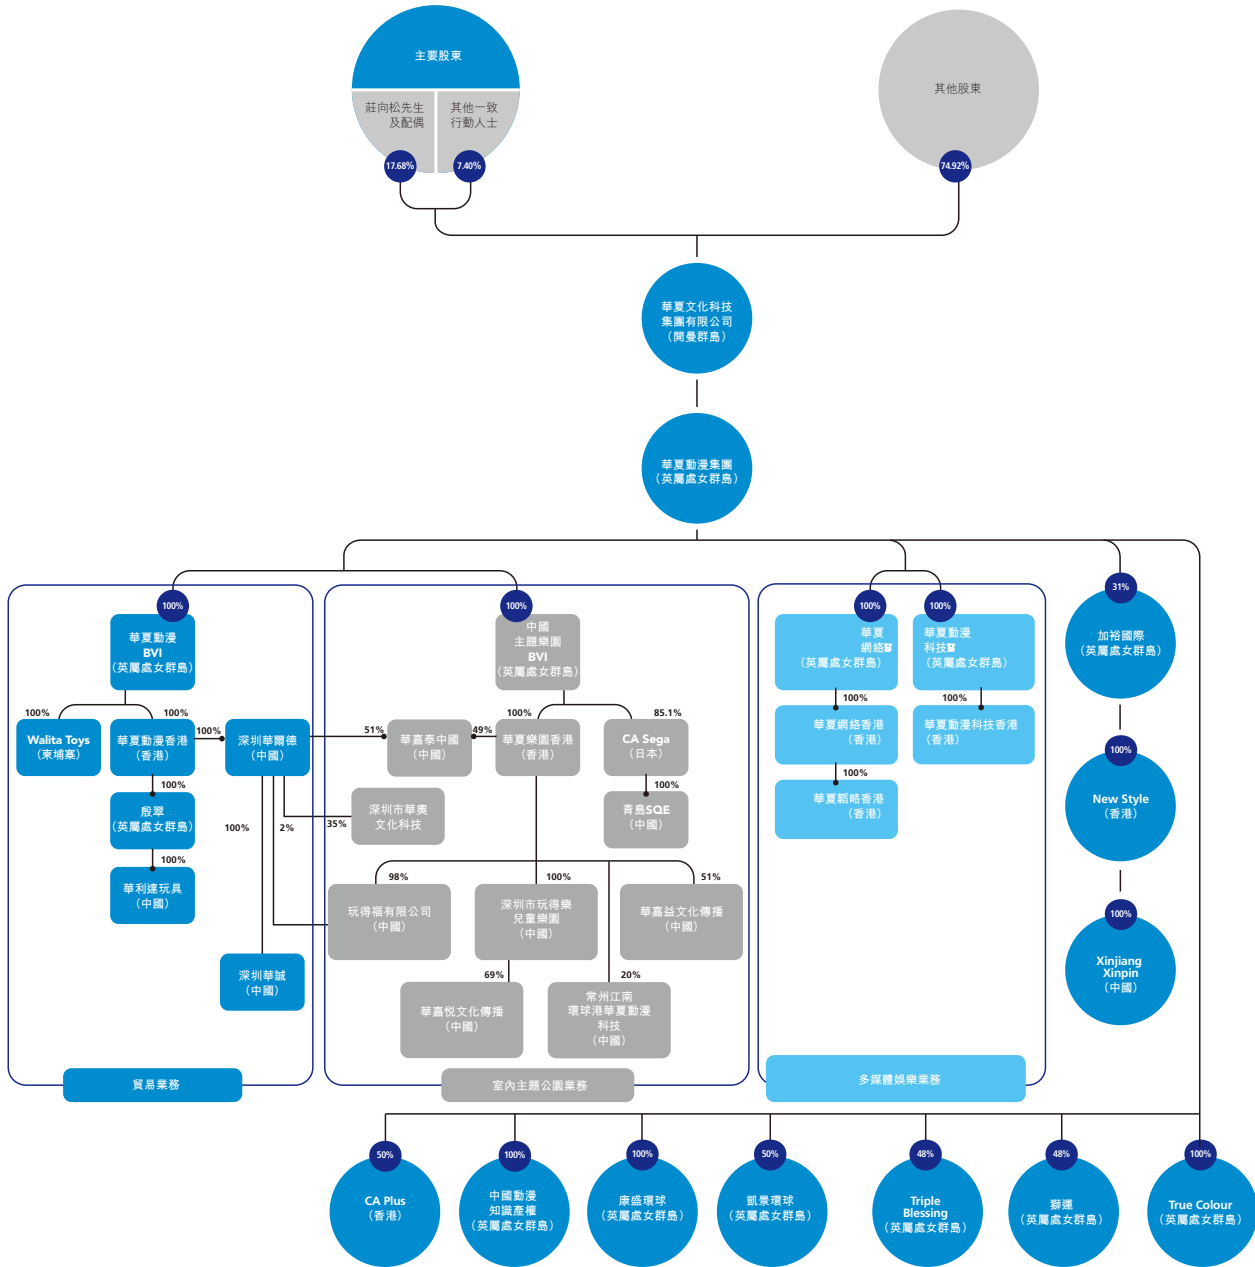 主要股東
莊向松先生
及配偶
其他一致
行動人士
其他股東
17.68%
7.40%
74.92%
華夏文化科技
集團有限公司
（開曼群島）
華夏動漫集團
（英屬處女群島）
100%
華夏動漫
BVI
（英屬處女群島）
100%
Walita Toys
（柬埔寨）
100%
華夏動漫香港
（香港）
100%
深圳華爾德
（中國）
100%
殷翠
（英屬處女群島）
100%
華利達玩具
（中國）
100%
2%
35%
深圳華誠
（中國）
貿易業務
100%
中國
主題樂園
BVI
（英屬處女群島）
51%
華嘉泰中國
（中國）
49%
100%
華夏樂園香港
（香港）
85.1%
CA Sega
（日本）
100%
青島SQE
（中國）
深圳市華奧
文化科技
98%
玩得福有限公司
（中國）
100%
深圳市玩得樂
兒童樂園
（中國）
51%
華嘉益文化傳播
（中國）
69%
華嘉悦文化傳播
（中國）
20%
常州江南
環球港華夏動漫
科技
（中國）
室內主題公園業務
100%
華夏
網絡
（英屬處女群島）
100%
華夏網絡香港
（香港）
100%
華夏韜略香港
（香港）
100%
華夏動漫
科技
（英屬處女群島）
100%
華夏動漫科技香港
（香港）
多媒體娛樂業務
31%
加裕國際
（英屬處女群島）
100%
New Style
（香港）
100%
Xinjiang
Xinpin
（中國）
50%
CA Plus
（香港）
100%
中國動漫
知識產權
（英屬處女群島）
100%
康盛環球
（英屬處女群島）
50%
凱景環球
（英屬處女群島）
48%
Triple
Blessing
（英屬處女群島）
48%
獅運
（英屬處女群島）
100%
True Colour
（英屬處女群島）